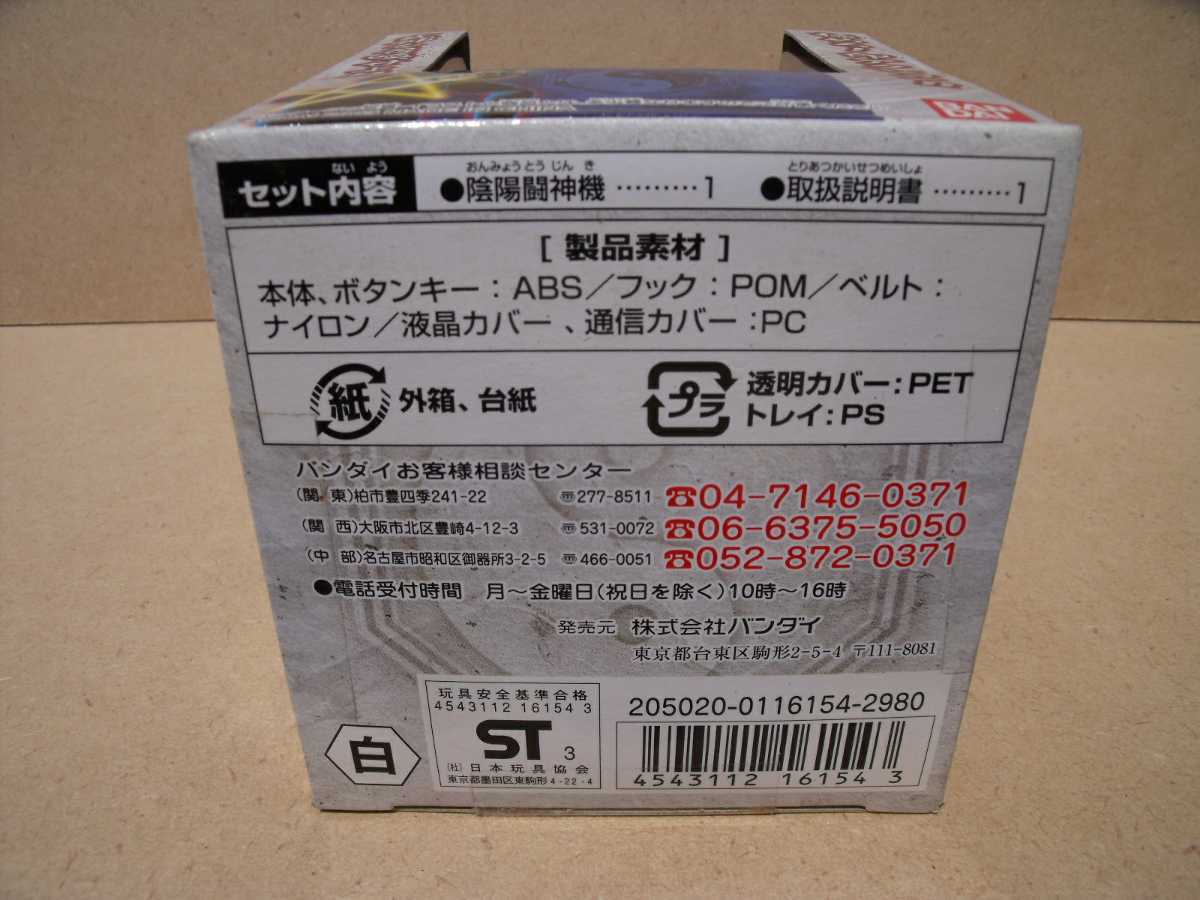 BAN
DAI
ない よう
セット内容
おんみょうとうじんき
●陰陽闘神機………1
とりあつかいせつめいしょ
●取扱説明書………1
[ 製品素材 ]
本体、ボタンキー:ABS/フック:POM/ベルト:
ナイロン/液晶カバー、通信カバー:PC
紙 外箱、台紙
プラ 透明カバー:PET
トレイ:PS
バンダイお客様相談センター
(関 東)柏市豊四季241-22 〠277-8511 ☎04-7146-0371
(関 西)大阪市北区豊崎4-12-3 〠531-0072 ☎06-6375-5050
(中 部)名古屋市昭和区御器所3-2-5 〠466-0051 ☎052-872-0371
●電話受付時間 月~金曜日(祝日を除く)10時~16時
発売元 株式会社バンダイ
東京都台東区駒形2-5-4 〒111-8081
白
玩具安全基準合格
4543112 16154 3
ST 3
(社)日本玩具協会
東京都墨田区東駒形4-22-4
205020-0116154-2980
4543112 161543